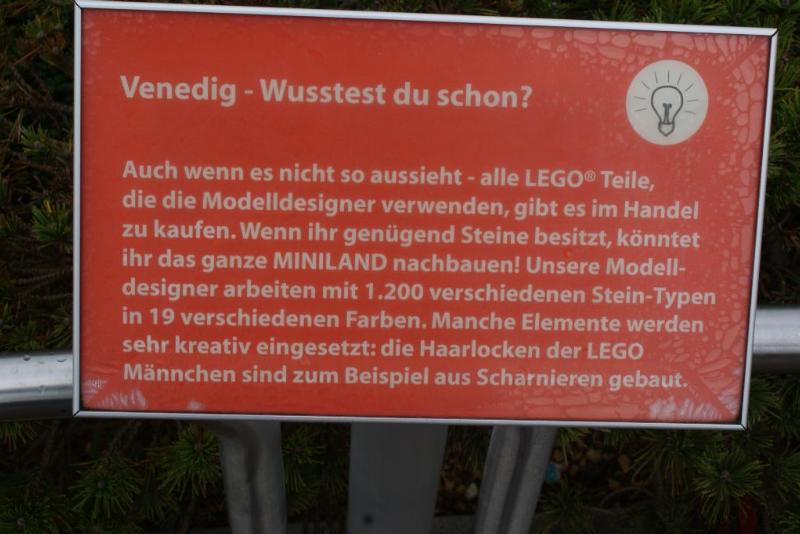 Venedig - Wusstest du schon?
Auch wenn es nicht so aussieht - alle LEGO® Teile,
die die Modelldesigner verwenden, gibt es im Handel
zu kaufen. Wenn ihr genügend Steine besitzt, könntet
ihr das ganze MINILAND nachbauen! Unsere Modell-
designer arbeiten mit 1.200 verschiedenen Stein-Typen
in 19 verschiedenen Farben. Manche Elemente werden
sehr kreativ eingesetzt: die Haarlocken der LEGO
Männchen sind zum Beispiel aus Scharnieren gebaut.